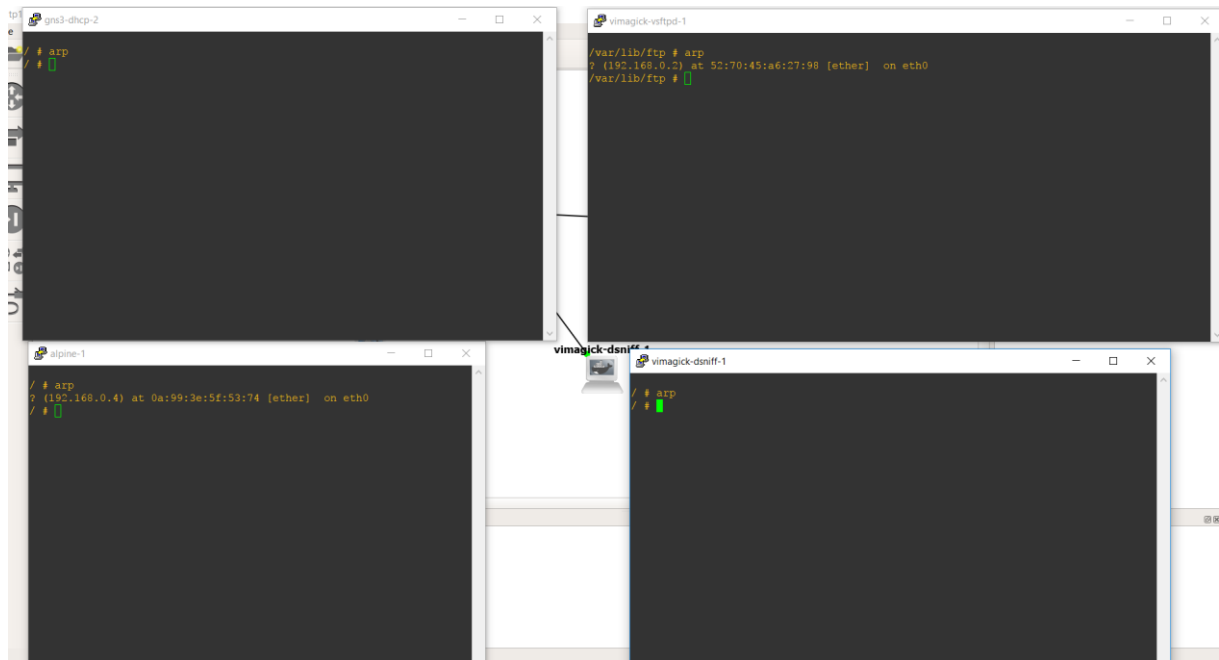 tp1
gns3-dhcp-2
/ # arp
/ #
vimagick-vsftpd-1
/var/lib/ftp # arp
? (192.168.0.2) at 52:70:45:a6:27:98 [ether]  on eth0
/var/lib/ftp #
alpine-1
/ # arp
? (192.168.0.4) at 0a:99:3e:5f:53:74 [ether]  on eth0
/ #
vimagick-dsniff-1
vimagick-dsniff-1
/ # arp
/ #